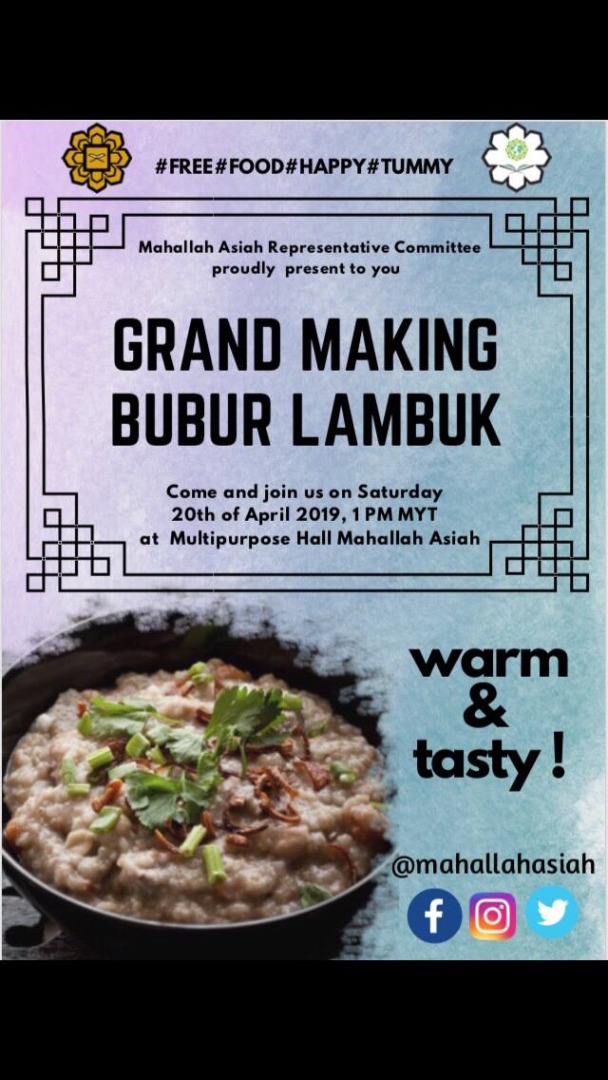 #FREE#FOOD#HAPPY#TUMMY
Mahallah Asiah Representative Committee
proudly present to you
GRAND MAKING
BUBUR LAMBUK
Come and join us on Saturday
20th of April 2019, 1 PM MYT
at Multipurpose Hall Mahallah Asiah
warm
&
tasty !
@mahallahasiah